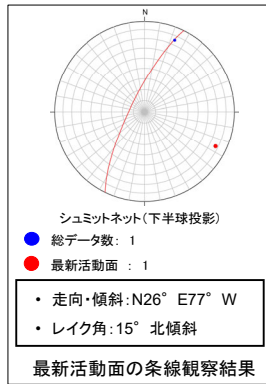 N
シュミットネット(下半球投影)
総データ数: 1
最新活動面 : 1
• 走向・傾斜:N26° E77° W
• レイク角:15° 北傾斜
最新活動面の条線観察結果